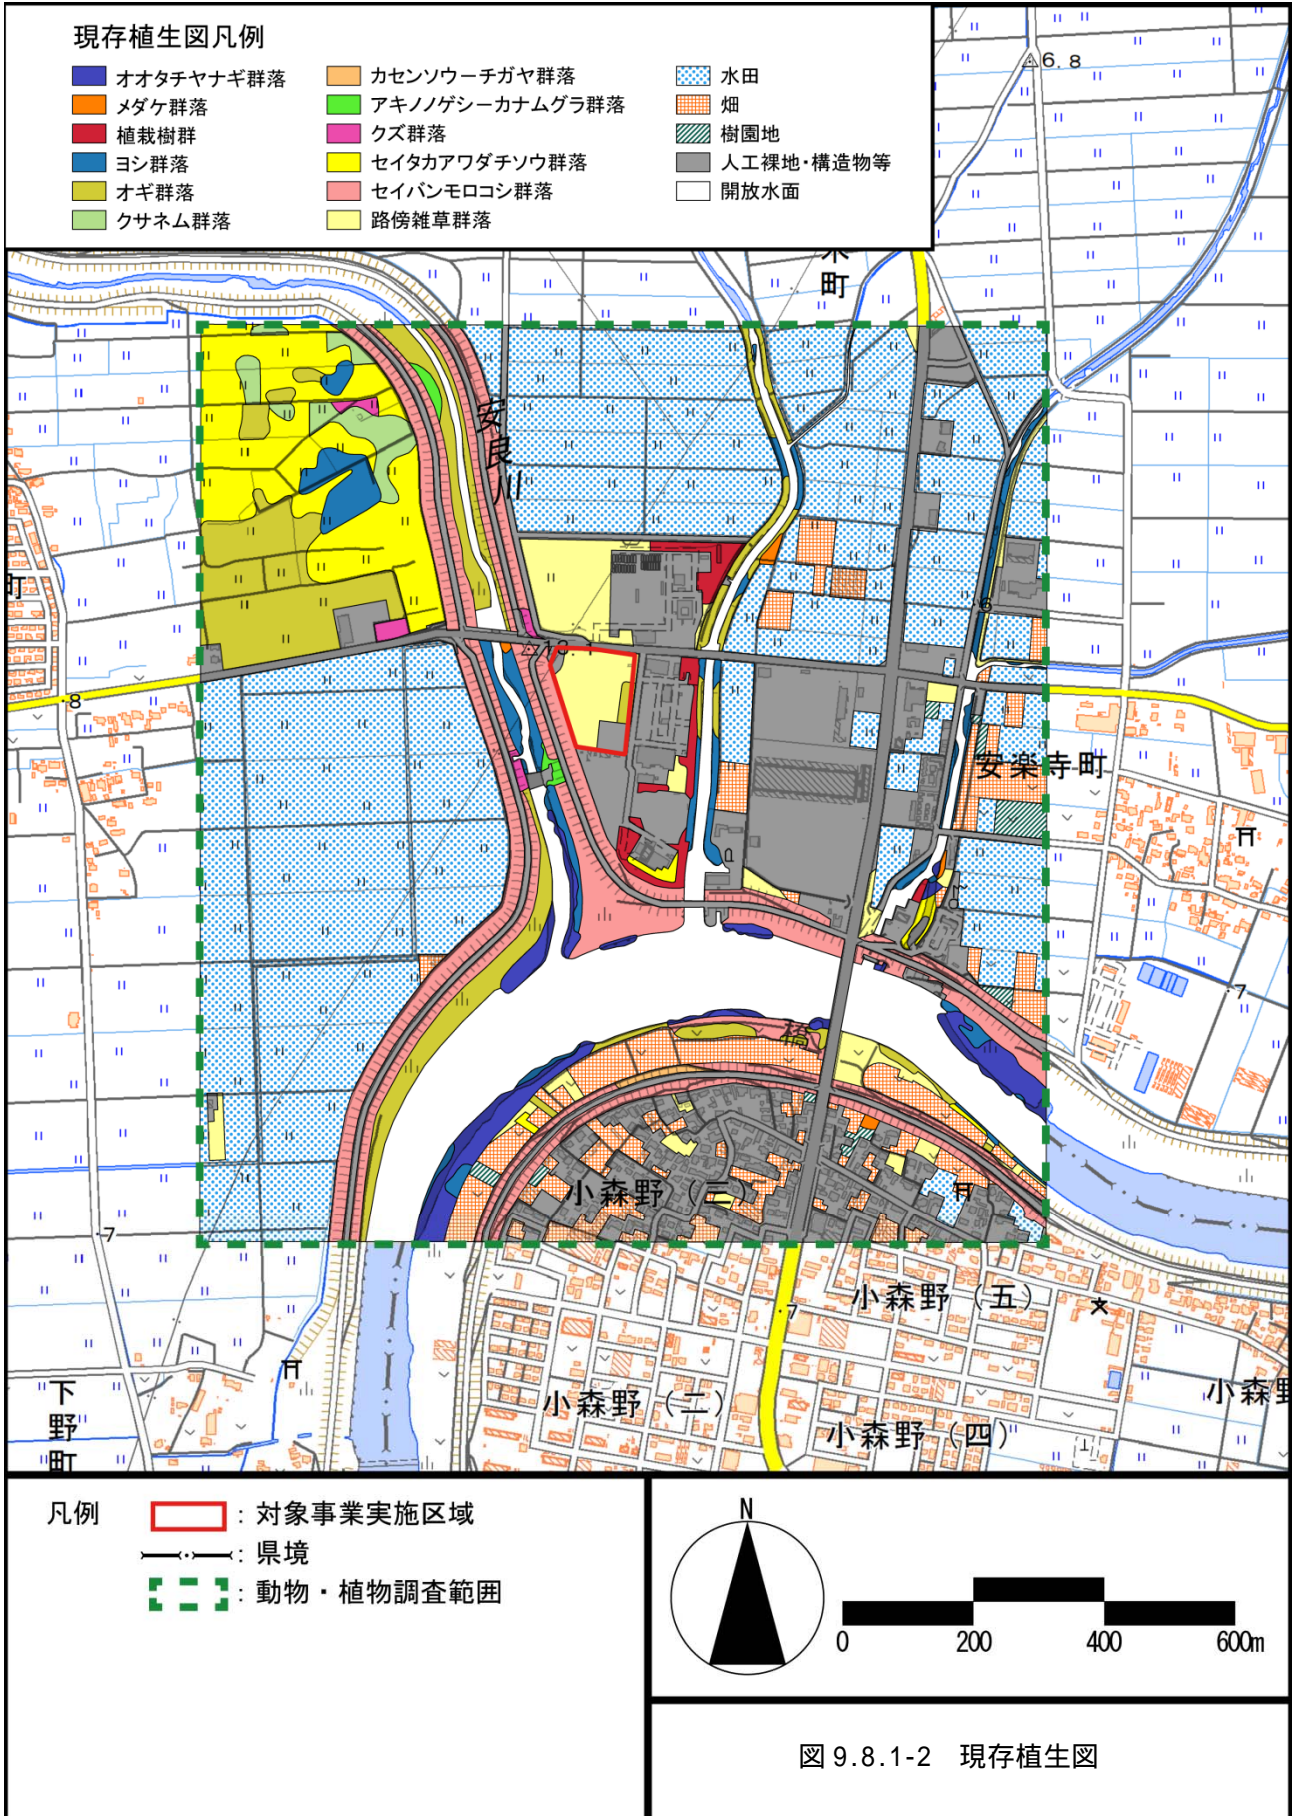 現存植生図凡例
オオタチヤナギ群落
メダケ群落
植栽樹群
ヨシ群落
オギ群落
クサネム群落
カセンソウーチガヤ群落
アキノノゲシーカナムグラ群落
クズ群落
セイタカアワダチソウ群落
セイバンモロコシ群落
路傍雑草群落
水田
畑
樹園地
人工裸地・構造物等
開放水面
6.8
町
安良川
町
6
10.1
8
安楽寺町
7
橋
小森野（三）
7
小森野（五）
7
下野町
小森野（二）
小森野（四）
小森野
凡例
：対象事業実施区域
：県境
：動物・植物調査範囲
N
0 200 400 600m
図 9.8.1-2　現存植生図